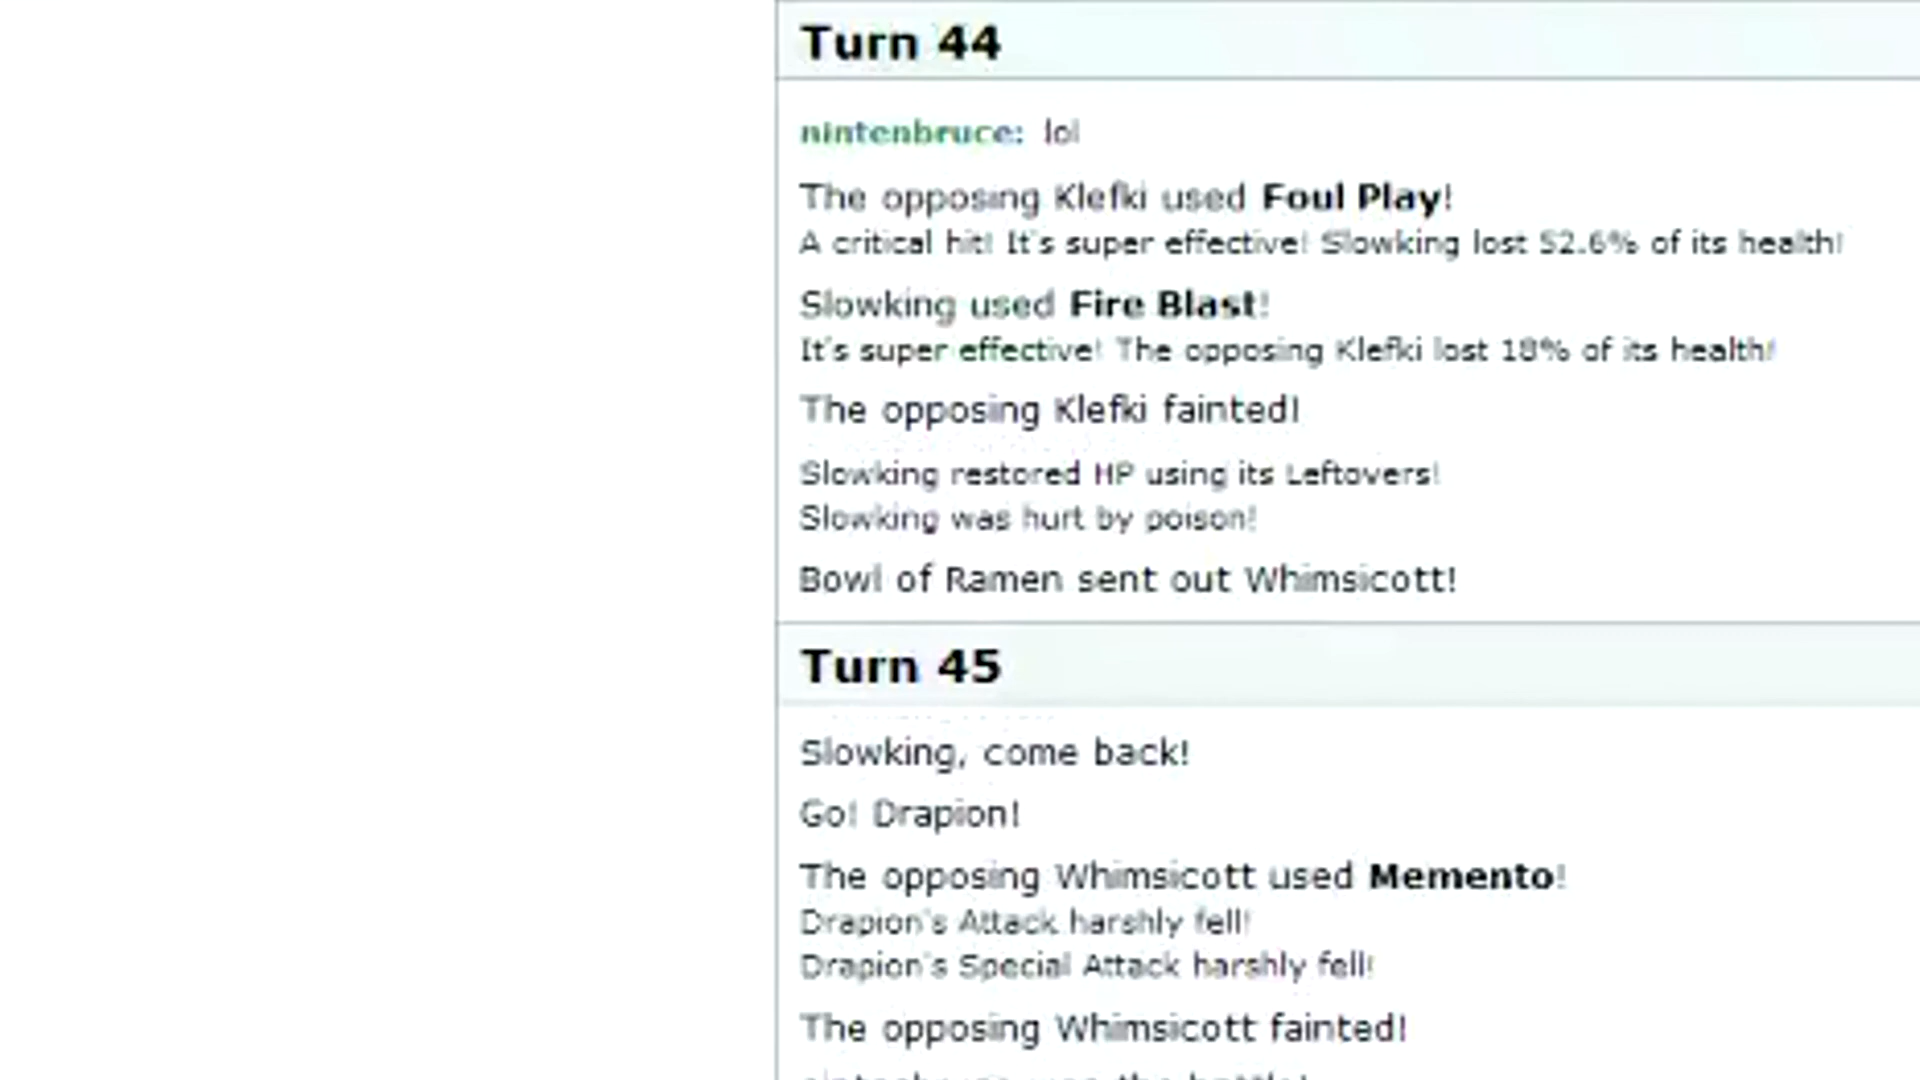 Turn 44
nintenbruce: lol
The opposing Klefki used Foul Play!
A critical hit! It's super effective! Slowking lost 52.6% of its health!
Slowking used Fire Blast!
It's super effective! The opposing Klefki lost 18% of its health!
The opposing Klefki fainted!
Slowking restored HP using its Leftovers!
Slowking was hurt by poison!
Bowl of Ramen sent out Whimsicott!
Turn 45
Slowking, come back!
Go! Drapion!
The opposing Whimsicott used Memento!
Drapion's Attack harshly fell!
Drapion's Special Attack harshly fell!
The opposing Whimsicott fainted!